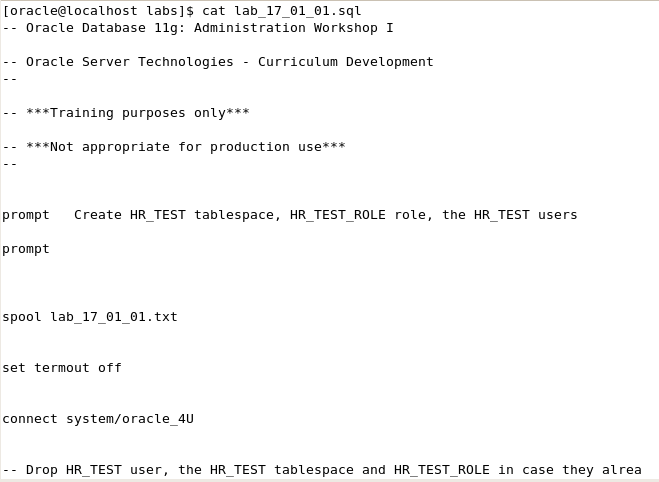 [oracle@localhost labs]$ cat lab_17_01_01.sql
-- Oracle Database 11g: Administration Workshop I
-- Oracle Server Technologies - Curriculum Development
--
-- ***Training purposes only***
-- ***Not appropriate for production use***
--
prompt   Create HR_TEST tablespace, HR_TEST_ROLE role, the HR_TEST users
prompt
spool lab_17_01_01.txt
set termout off
connect system/oracle_4U
-- Drop HR_TEST user, the HR_TEST tablespace and HR_TEST_ROLE in case they alrea